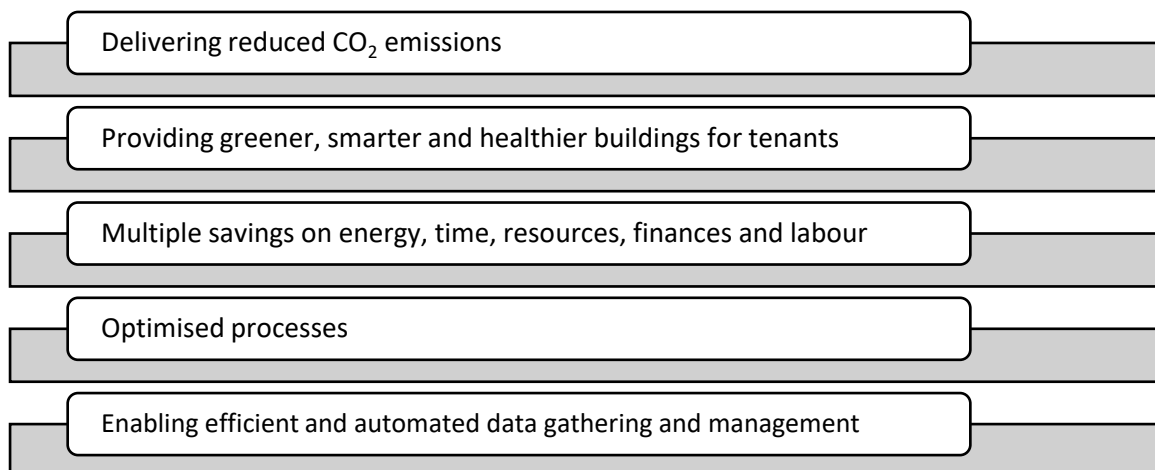 Delivering reduced CO₂ emissions
Providing greener, smarter and healthier buildings for tenants
Multiple savings on energy, time, resources, finances and labour
Optimised processes
Enabling efficient and automated data gathering and management